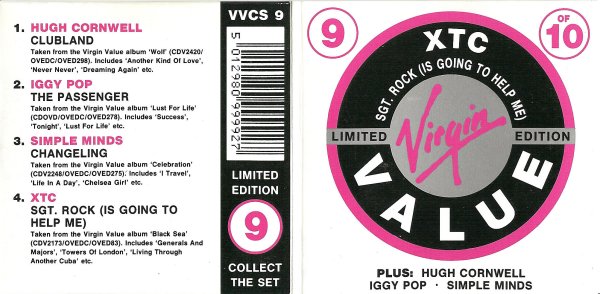 1. HUGH CORNWELL
CLUBLAND
Taken from the Virgin Value album 'Wolf' (CDV2420/
OVEDC/OVED298). Includes 'Another Kind Of Love',
'Never Never', 'Dreaming Again' etc.
2. IGGY POP
THE PASSENGER
Taken from the Virgin Value album 'Lust For Life'
(CDOVD/OVEDC/OVED278). Includes 'Success',
'Tonight', 'Lust For Life' etc.
3. SIMPLE MINDS
CHANGELING
Taken from the Virgin Value album 'Celebration'
(CDV2248/OVEDC/OVED275). Includes 'I Travel',
'Life In A Day', 'Chelsea Girl' etc.
4. XTC
SGT. ROCK (IS GOING TO
HELP ME)
Taken from the Virgin Value album 'Black Sea'
(CDV2173/OVEDC/OVED83). Includes 'Generals And
Majors', 'Towers Of London', 'Living Through
Another Cuba' etc.
VVCS 9
5 012980 999927
LIMITED
EDITION
9
COLLECT
THE SET
9
OF
10
XTC
SGT. ROCK (IS GOING TO HELP ME)
LIMITED
Virgin
EDITION
VALUE
PLUS: HUGH CORNWELL
IGGY POP · SIMPLE MINDS